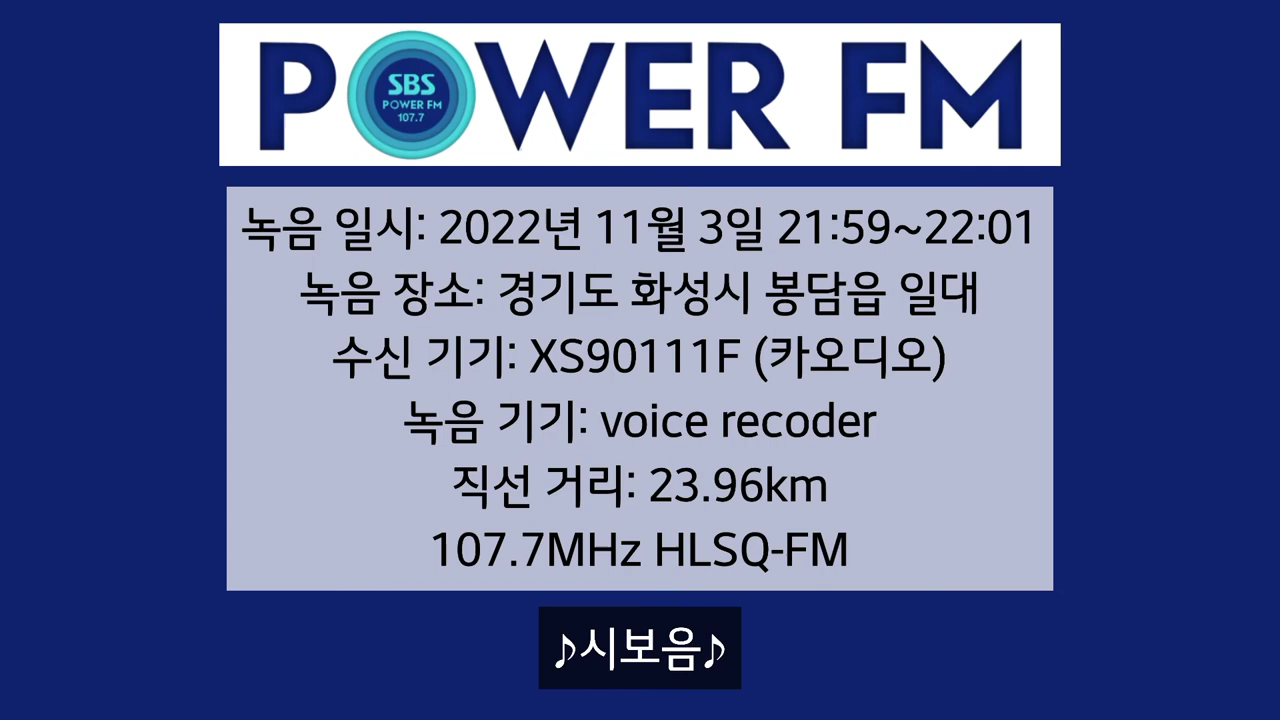 POWER FM
SBS
POWER FM
107.7
녹음 일시: 2022년 11월 3일 21:59~22:01
녹음 장소: 경기도 화성시 봉담읍 일대
수신 기기: XS90111F (카오디오)
녹음 기기: voice recoder
직선 거리: 23.96km
107.7MHz HLSQ-FM
♪시보음♪